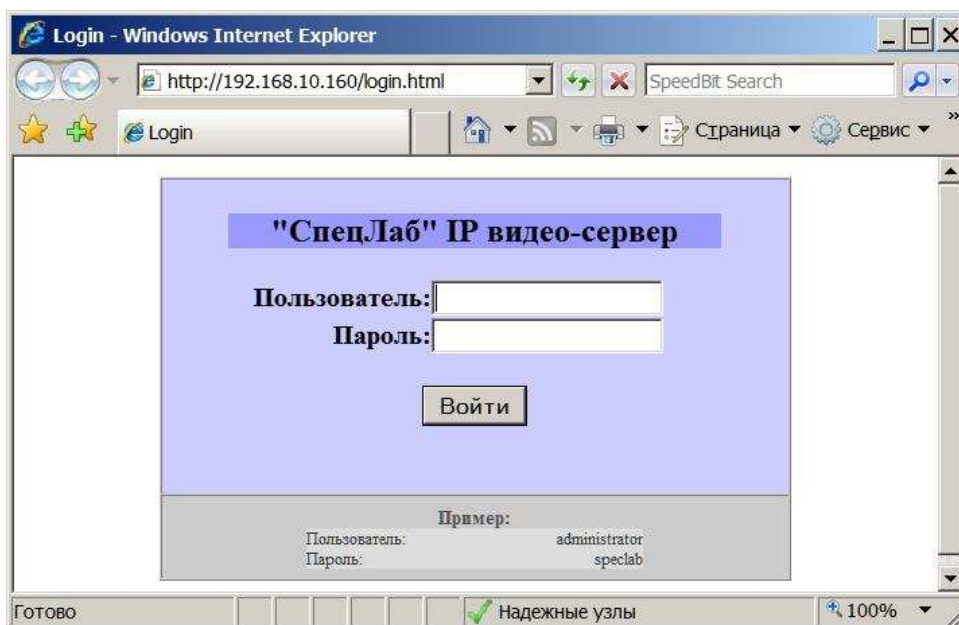 Login - Windows Internet Explorer
http://192.168.10.160/login.html
SpeedBit Search
Login
Страница
Сервис
"СпецЛаб" IP видео-сервер
Пользователь:
Пароль:
Войти
Пример:
Пользователь: administrator
Пароль: speclab
Готово
Надежные узлы
100%